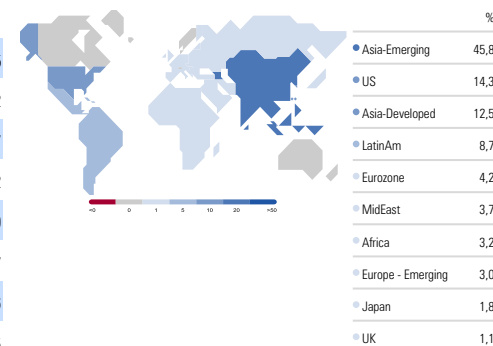 %
Asia-Emerging 45,8
US 14,3
Asia-Developed 12,5
LatinAm 8,7
Eurozone 4,2
MidEast 3,7
Africa 3,2
Europe - Emerging 3,0
Japan 1,8
UK 1,1
<0 0 1 5 10 20 >50